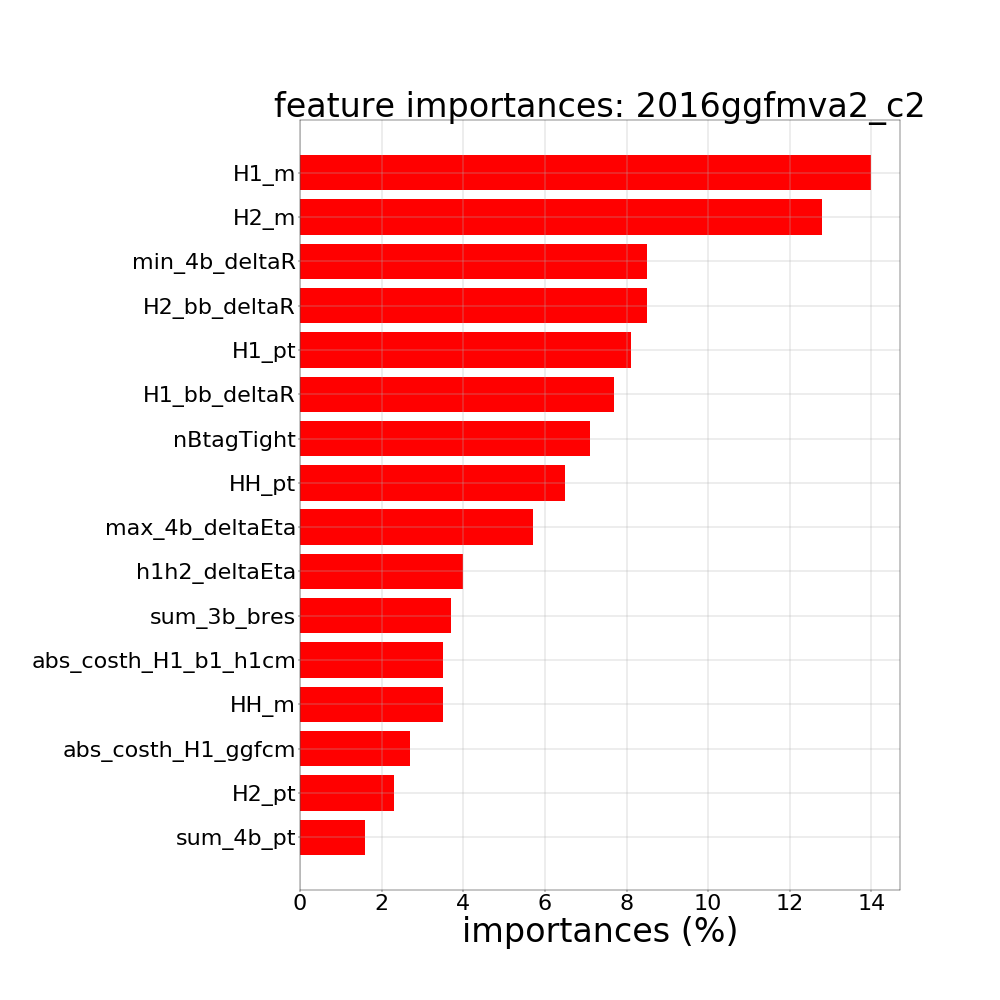 feature importances: 2016ggfmva2_c2
H1_m
H2_m
min_4b_deltaR
H2_bb_deltaR
H1_pt
H1_bb_deltaR
nBtagTight
HH_pt
max_4b_deltaEta
h1h2_deltaEta
sum_3b_bres
abs_costh_H1_b1_h1cm
HH_m
abs_costh_H1_ggfcm
H2_pt
sum_4b_pt
0 2 4 6 8 10 12 14
importances (%)